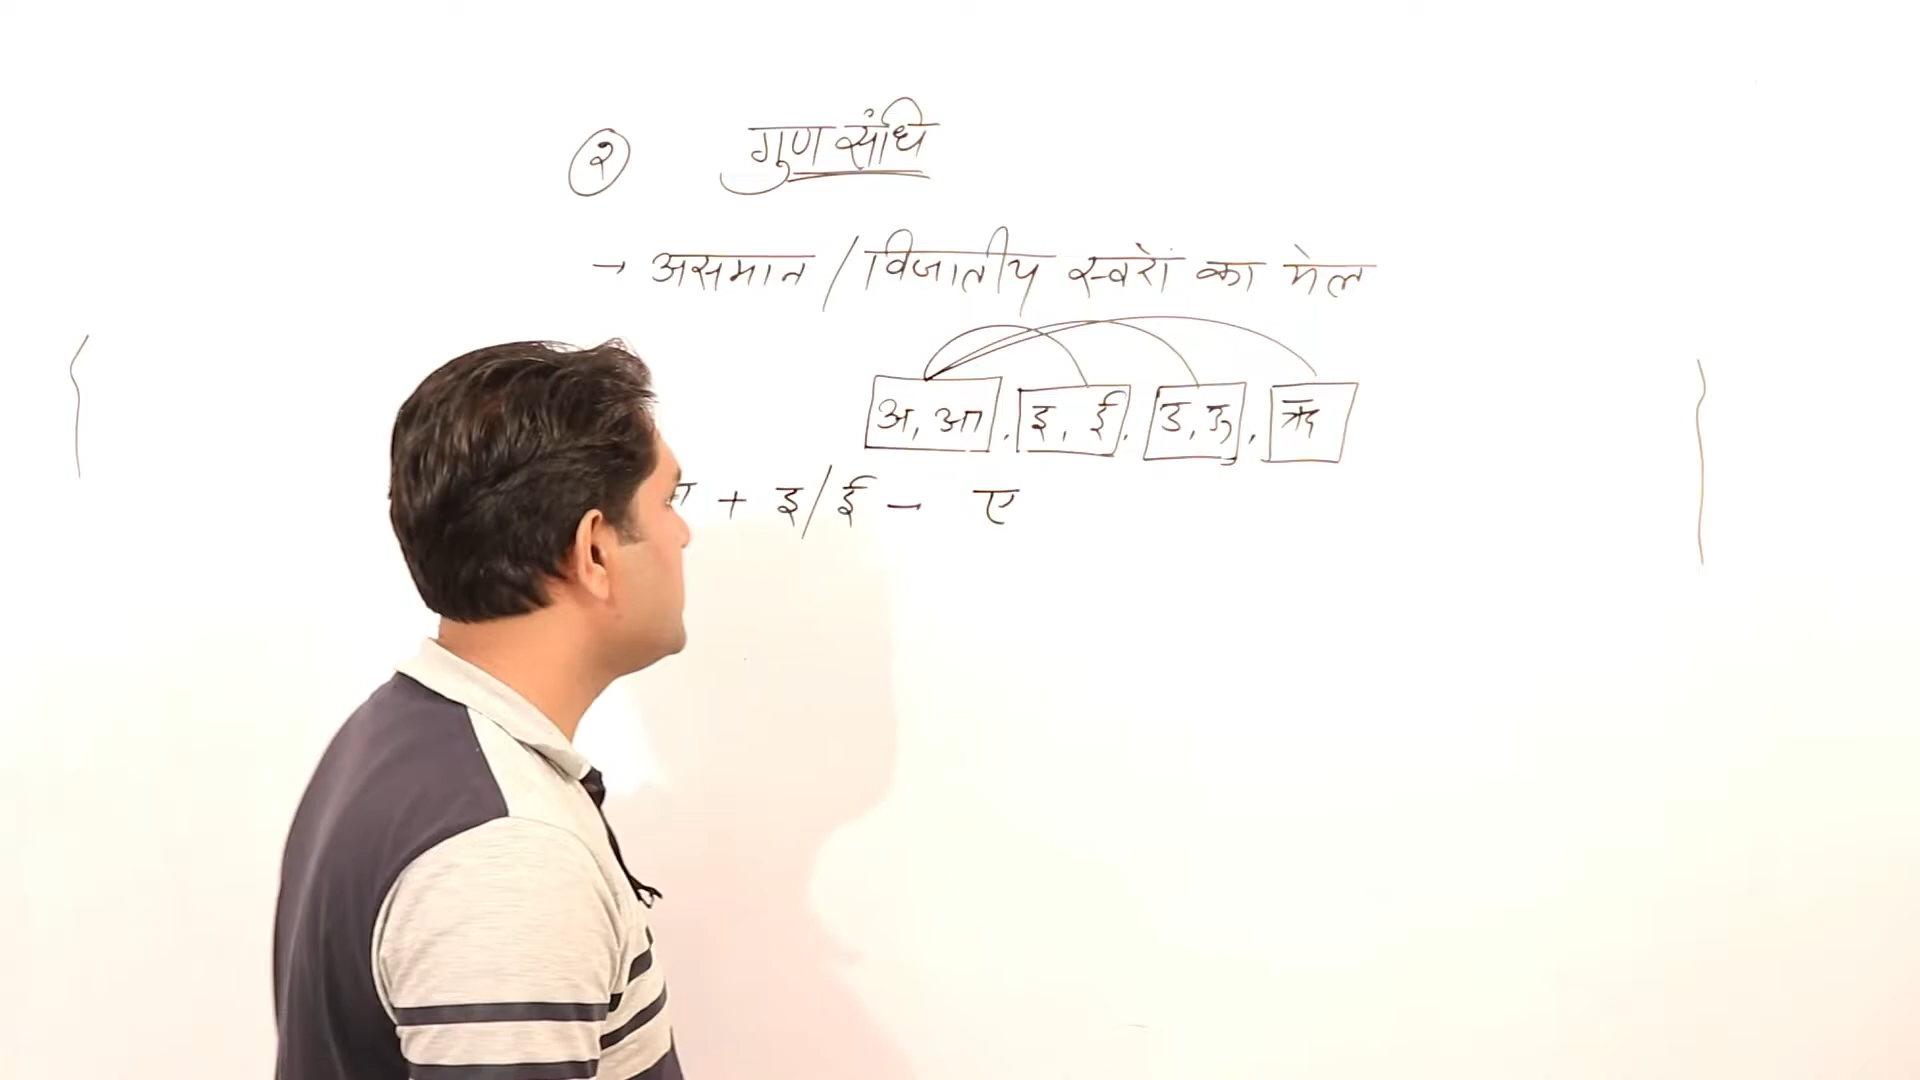 २ गुण संधि
→ असमान / विजातीय स्वरों का मेल
अ, आ , इ, ई , उ, ऊ , ऋ
+ इ/ई - ए